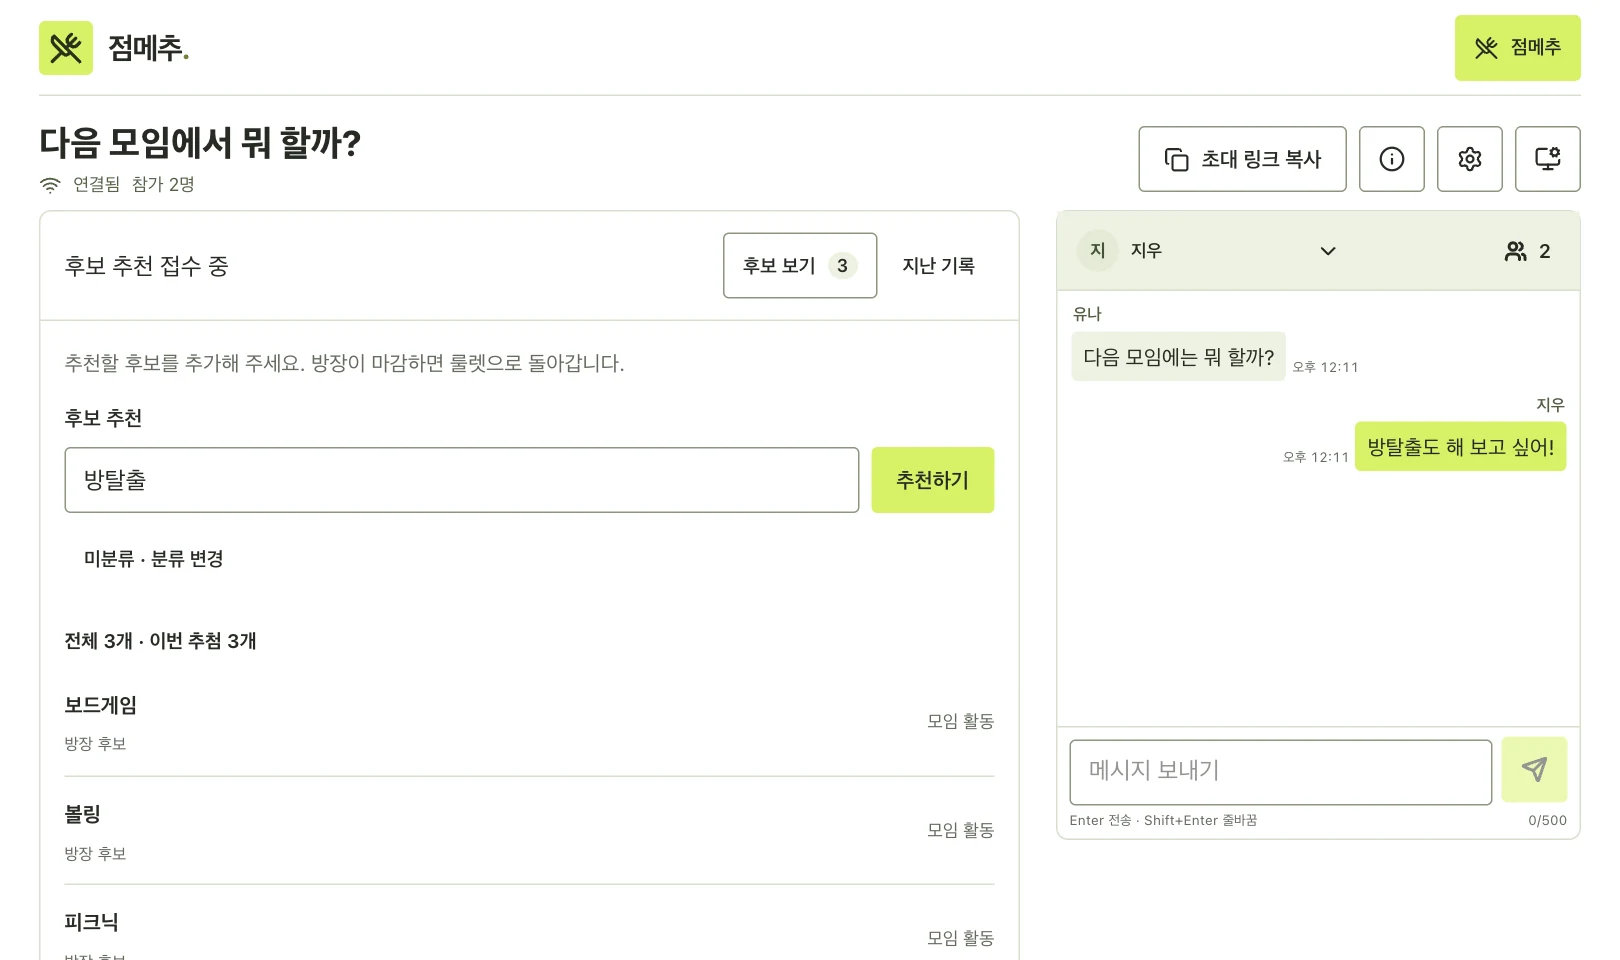 점메추.
점메추
다음 모임에서 뭐 할까?
연결됨 참가 2명
초대 링크 복사
후보 추천 접수 중
후보 보기 3
지난 기록
추천할 후보를 추가해 주세요. 방장이 마감하면 룰렛으로 돌아갑니다.
후보 추천
방탈출
추천하기
미분류 · 분류 변경
전체 3개 · 이번 추첨 3개
보드게임
방장 후보
모임 활동
볼링
방장 후보
모임 활동
피크닉
방장 후보
모임 활동
지 지우
2
유나
다음 모임에는 뭐 할까?
오후 12:11
지우
오후 12:11
방탈출도 해 보고 싶어!
메시지 보내기
Enter 전송 · Shift+Enter 줄바꿈
0/500